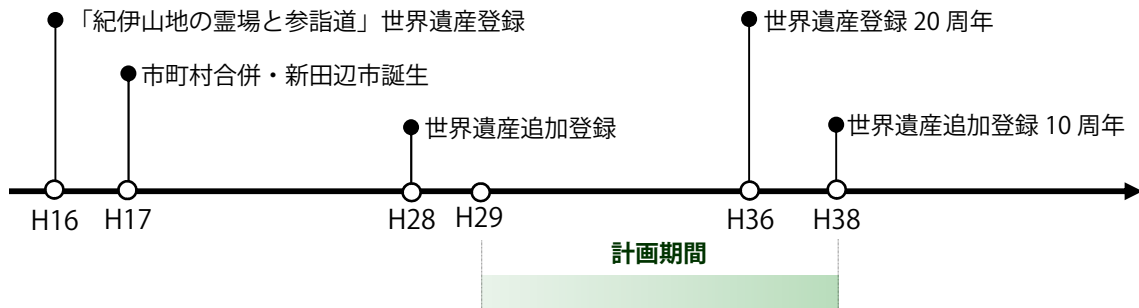 「紀伊山地の霊場と参詣道」世界遺産登録
世界遺産登録 20 周年
市町村合併・新田辺市誕生
世界遺産追加登録
世界遺産追加登録 10 周年
H16
H17
H28
H29
H36
H38
計画期間